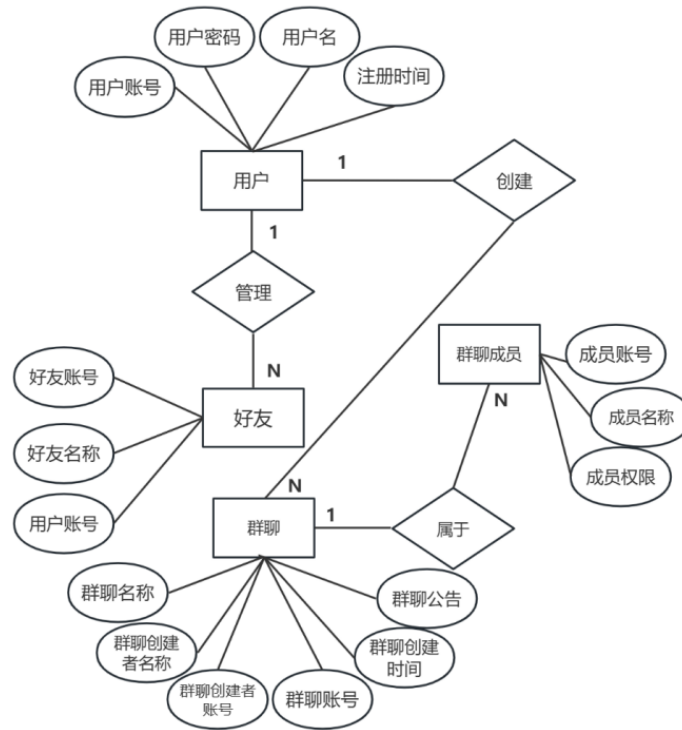 用户密码
用户名
用户账号
注册时间
用户
1
创建
1
管理
群聊成员
成员账号
N
好友账号
N
好友
成员名称
好友名称
成员权限
N
用户账号
群聊
1
属于
群聊名称
群聊公告
群聊创建
者名称
群聊创建
时间
群聊创建者
账号
群聊账号